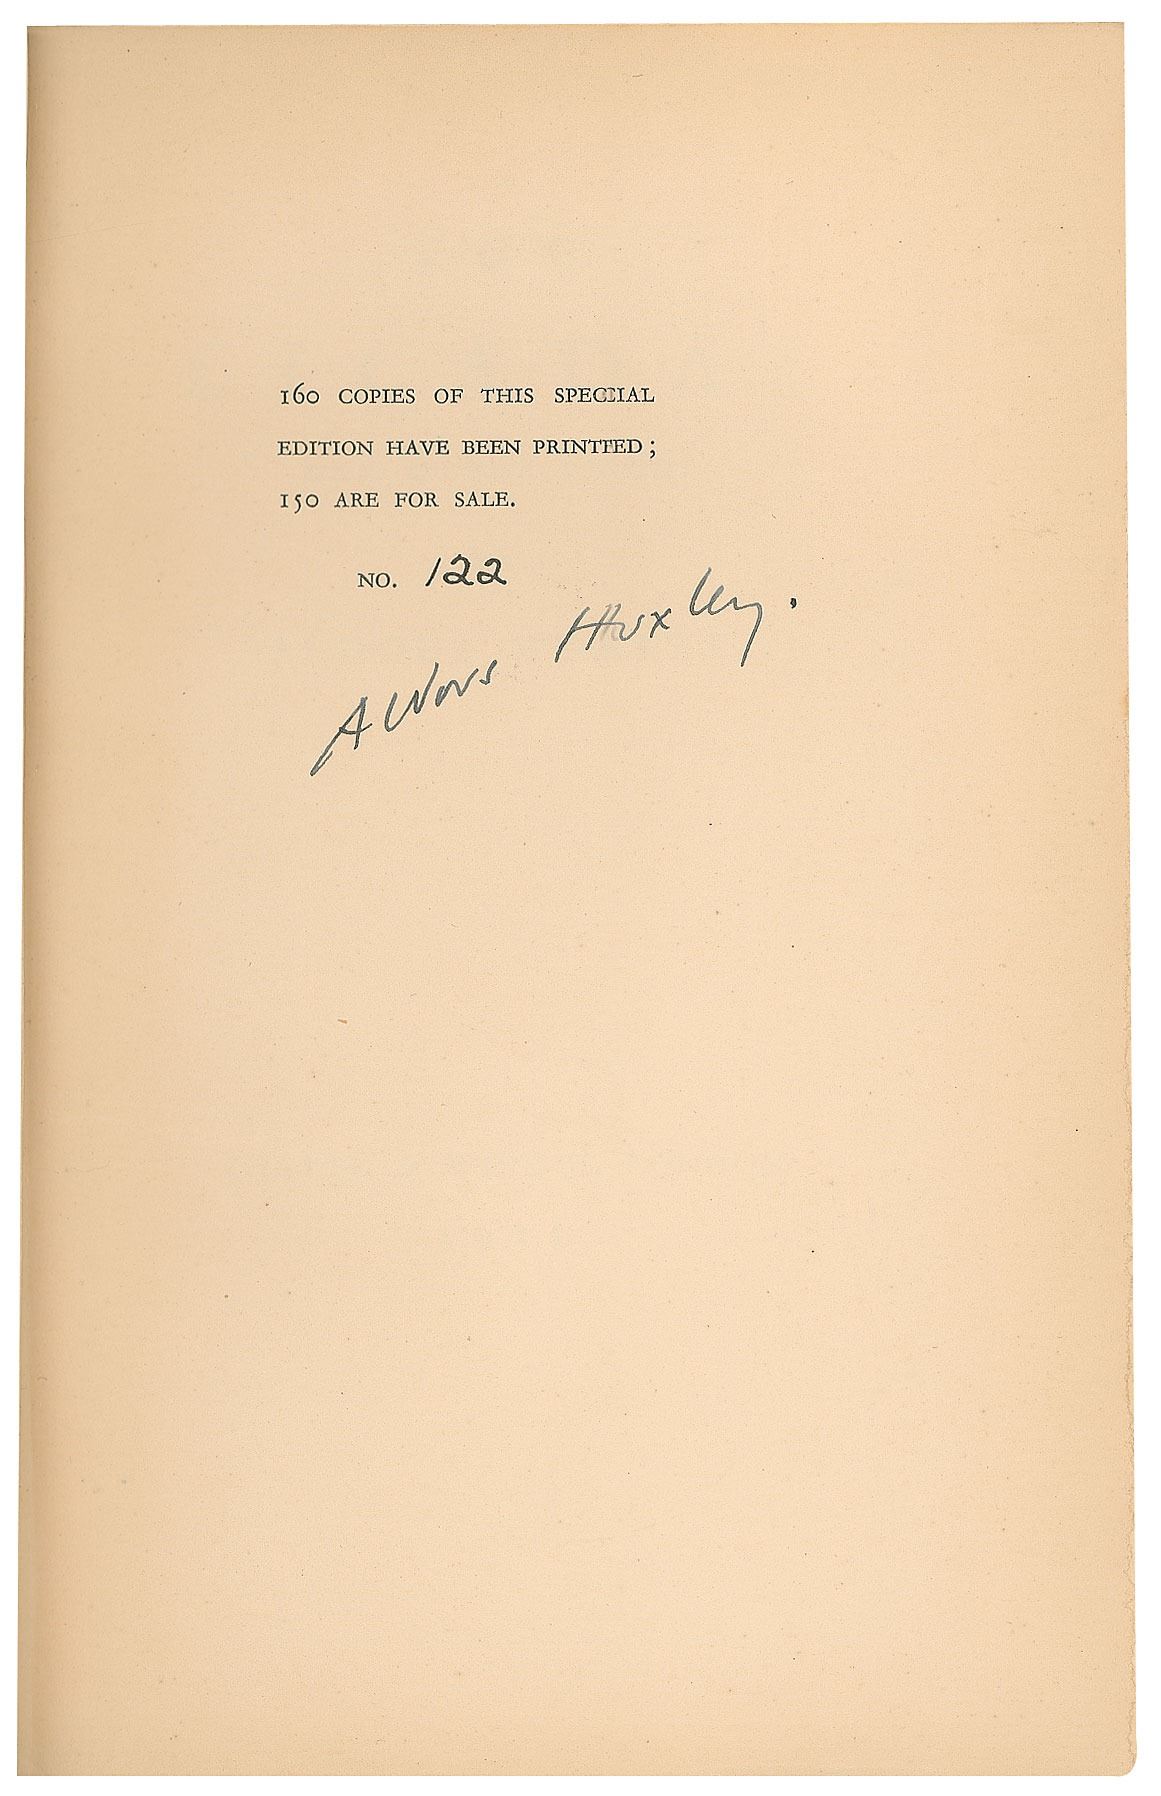 160 COPIES OF THIS SPECIAL
EDITION HAVE BEEN PRINTED;
150 ARE FOR SALE.
NO. 122
Aldous Huxley.